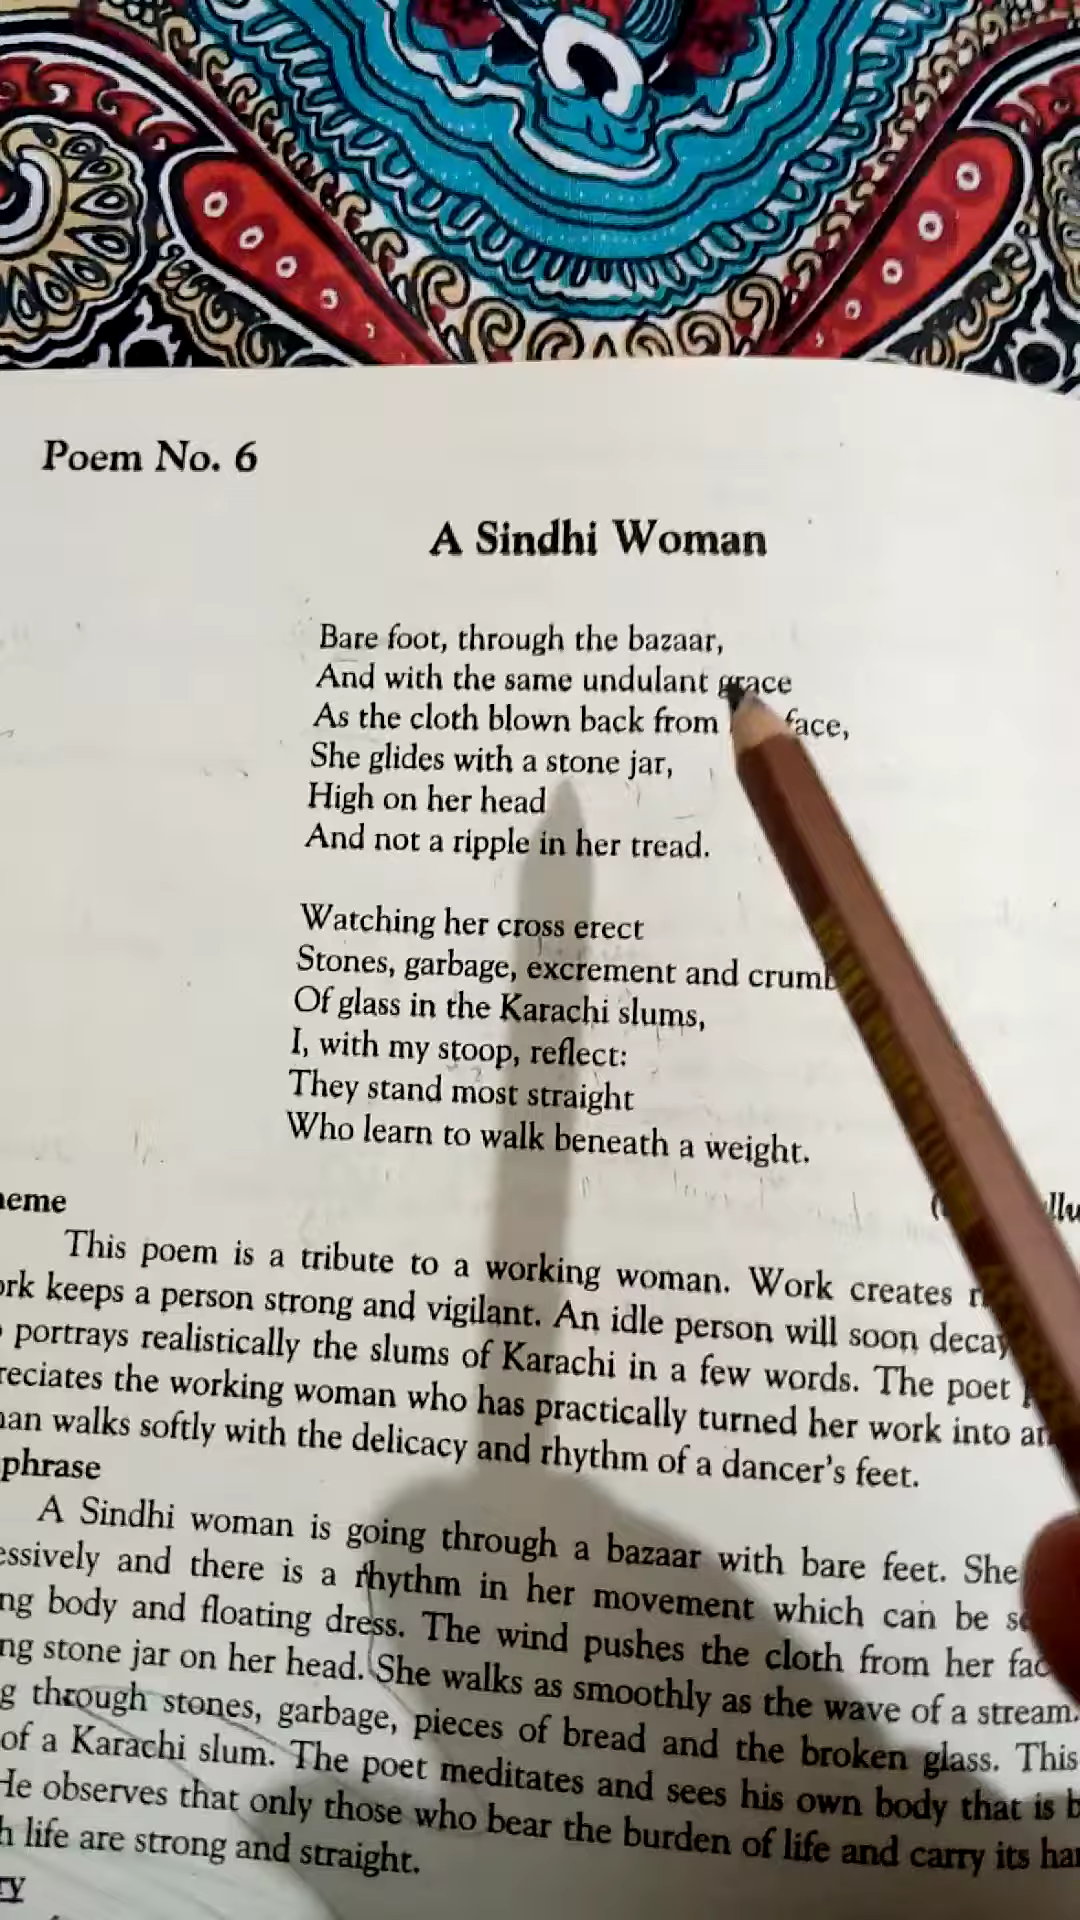 Poem No. 6
A Sindhi Woman
Bare foot, through the bazaar,
And with the same undulant grace
As the cloth blown back from face,
She glides with a stone jar,
High on her head
And not a ripple in her tread.
Watching her cross erect
Stones, garbage, excrement and crumb
Of glass in the Karachi slums,
I, with my stoop, reflect:
They stand most straight
Who learn to walk beneath a weight.
eme
This poem is a tribute to a working woman. Work creates
ork keeps a person strong and vigilant. An idle person will soon decay
portrays realistically the slums of Karachi in a few words. The poet
reciates the working woman who has practically turned her work into an
an walks softly with the delicacy and rhythm of a dancer's feet.
phrase
A Sindhi woman is going through a bazaar with bare feet. She
essively and there is a rhythm in her movement which can be
ng body and floating dress. The wind pushes the cloth from her fac
ng stone jar on her head. She walks as smoothly as the wave of a stream.
g through stones, garbage, pieces of bread and the broken glass. This
of a Karachi slum. The poet meditates and sees his own body that is b
He observes that only those who bear the burden of life and carry its ha
h life are strong and straight.
ry